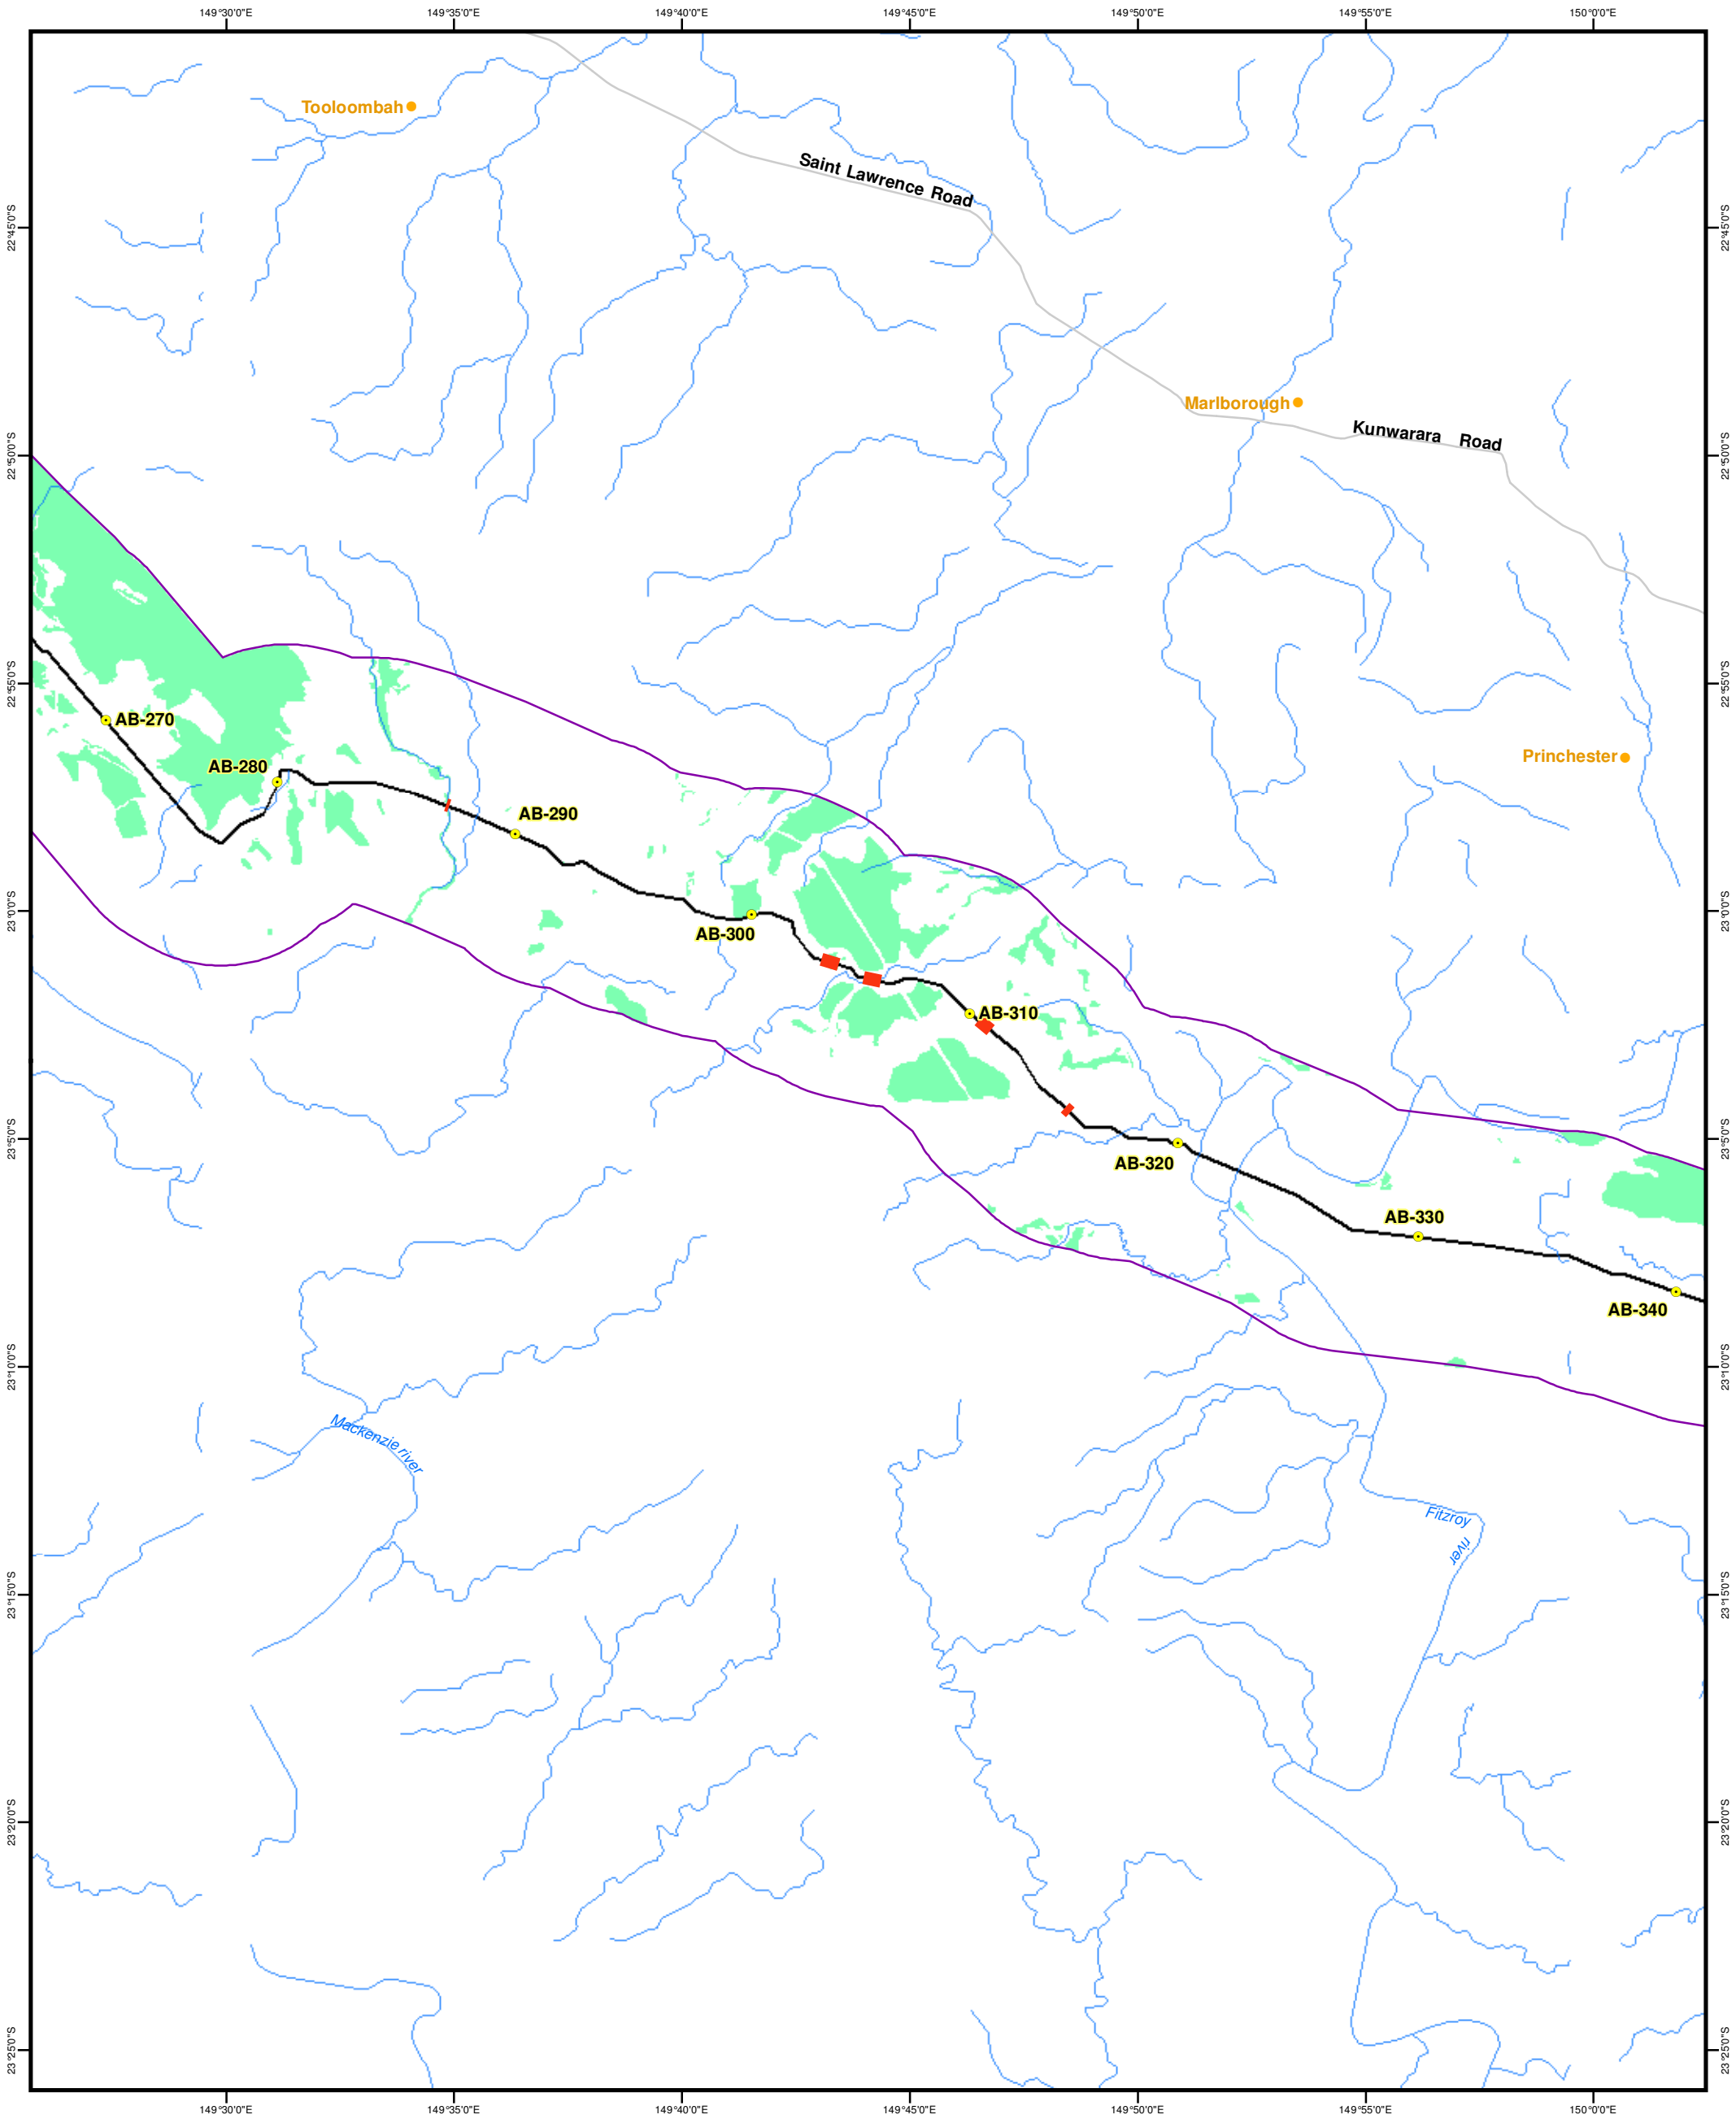 149°30'0"E 149°35'0"E 149°40'0"E 149°45'0"E 149°50'0"E 149°55'0"E 150°0'0"E
Tooloombah
Saint Lawrence Road
22°45'0"S 22°45'0"S
Marlborough
Kunwarara Road
22°50'0"S 22°50'0"S
22°55'0"S 22°55'0"S
AB-270
Princhester
AB-280
AB-290
23°0'0"S 23°0'0"S
AB-300
AB-310
23°5'0"S 23°5'0"S
AB-320
AB-330
AB-340
23°10'0"S 23°10'0"S
Mackenzie river
Fitzroy
river
23°15'0"S 23°15'0"S
23°20'0"S 23°20'0"S
23°25'0"S 23°25'0"S
149°30'0"E 149°35'0"E 149°40'0"E 149°45'0"E 149°50'0"E 149°55'0"E 150°0'0"E